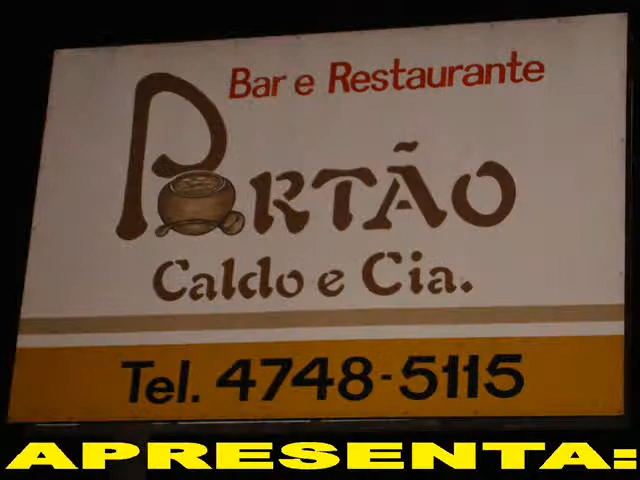 Bar e Restaurante
PORTÃO
Caldo e Cia.
Tel. 4748-5115
APRESENTA: